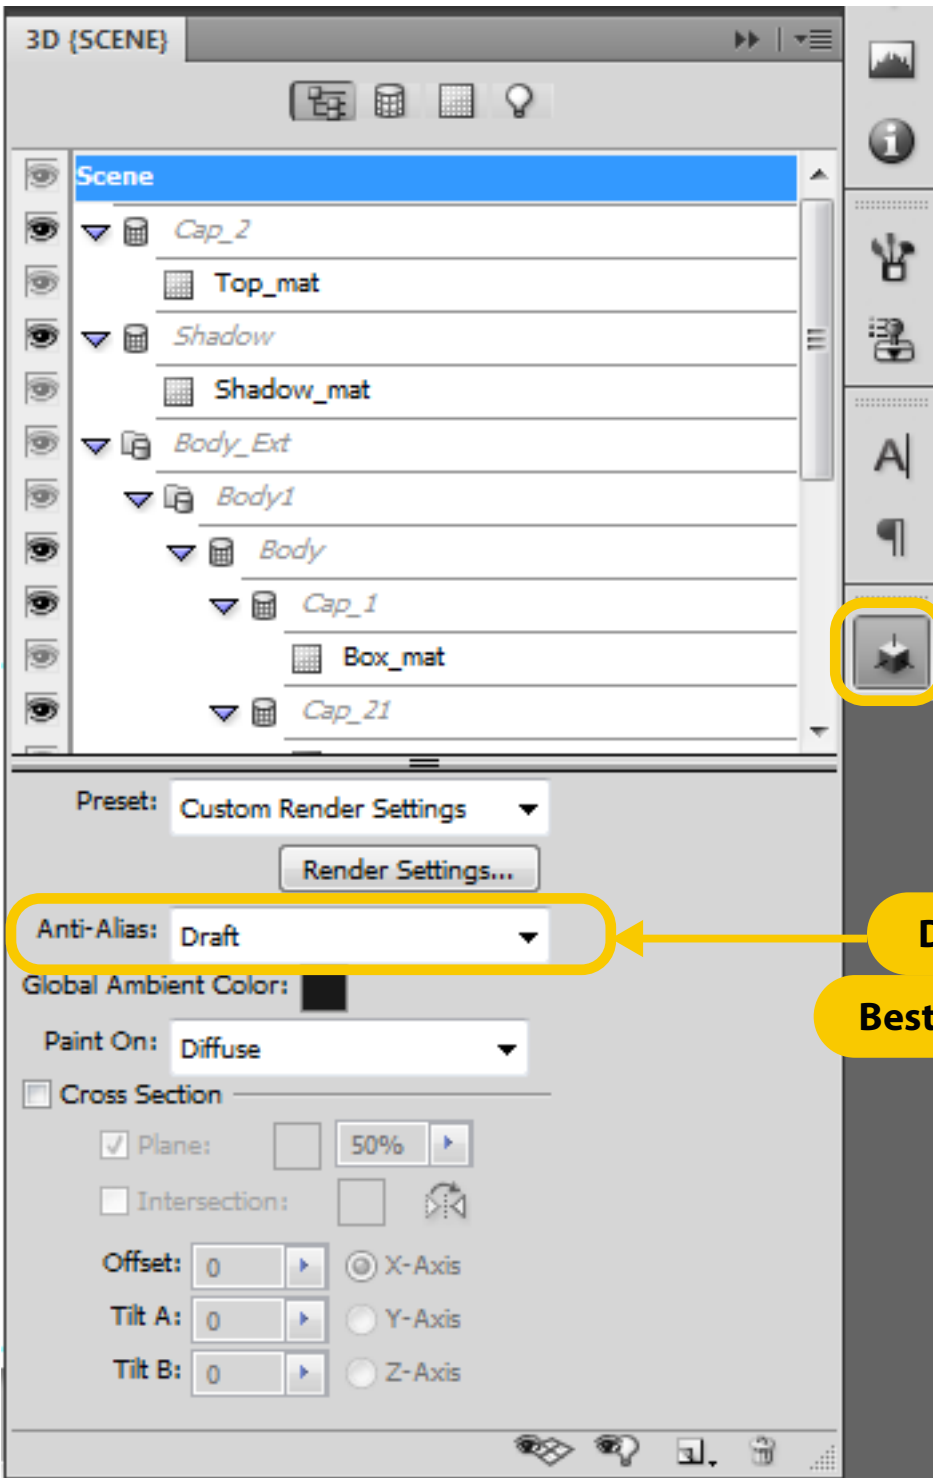 3D {SCENE}
Scene
Cap_2
Top_mat
Shadow
Shadow_mat
Body_Ext
Body1
Body
Cap_1
Box_mat
Cap_21
Preset: Custom Render Settings
Render Settings...
Anti-Alias: Draft
D
Global Ambient Color:
Best
Paint On: Diffuse
Cross Section
Plane: 50%
Intersection:
Offset: 0 X-Axis
Tilt A: 0 Y-Axis
Tilt B: 0 Z-Axis